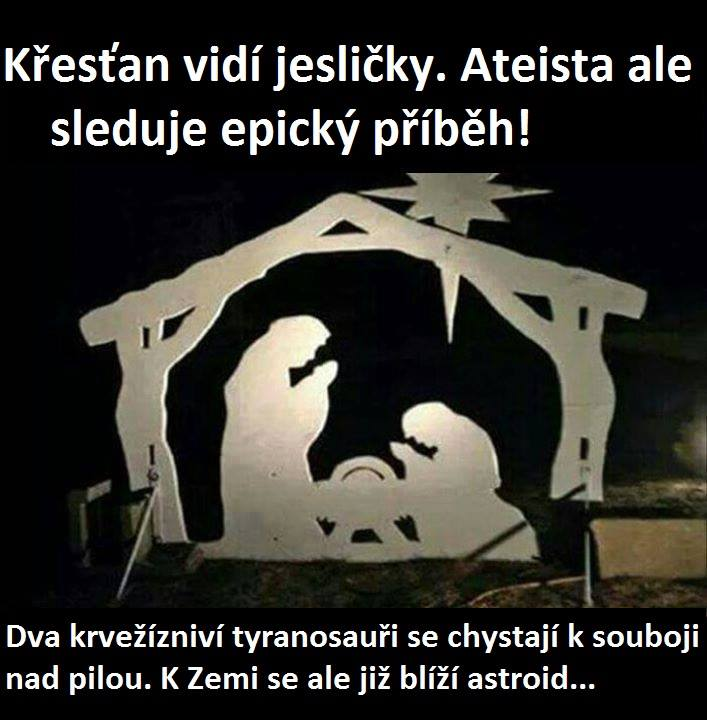 Křesťan vidí jesličky. Ateista ale
sleduje epický příběh!
Dva krvežízniví tyranosauři se chystají k souboji
nad pilou. K Zemi se ale již blíží astroid...